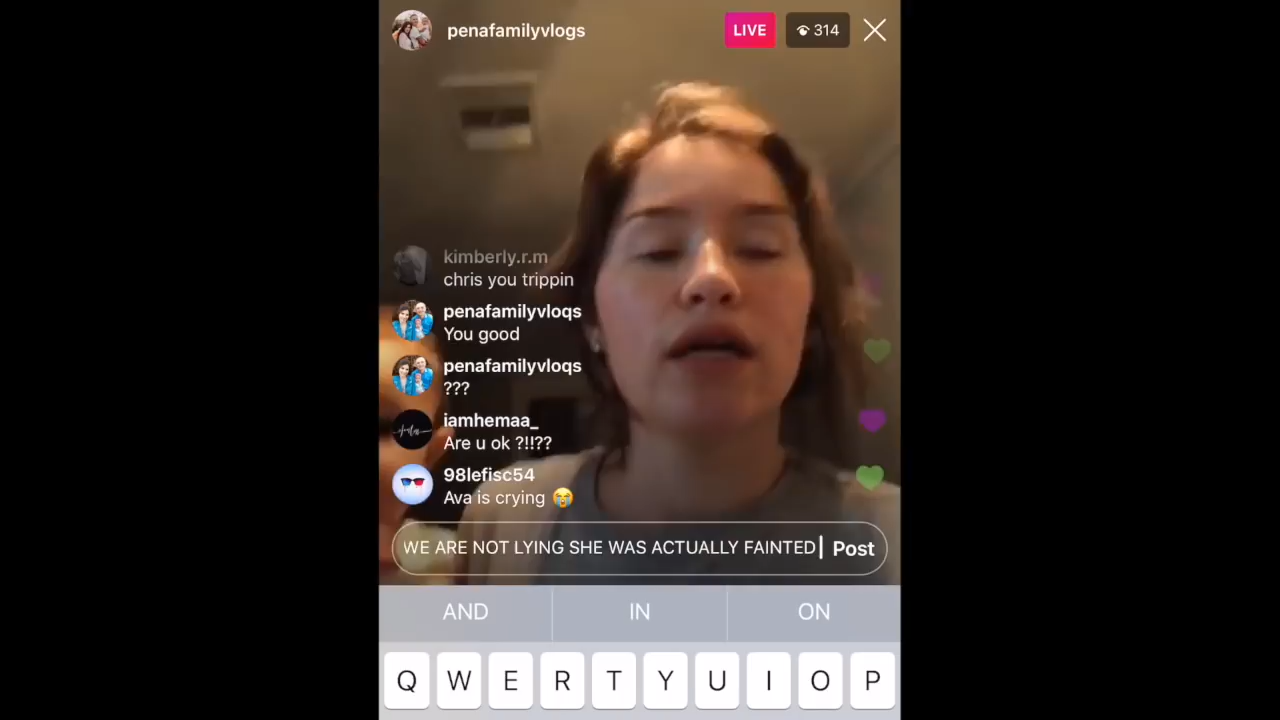 penafamilyvlogs
LIVE
314
kimberly.r.m
chris you trippin
penafamilyvloqs
You good
penafamilyvloqs
???
iamhemaa_
Are u ok ?!!??
98lefisc54
Ava is crying 😭
WE ARE NOT LYING SHE WAS ACTUALLY FAINTED Post
AND IN ON
Q W E R T Y U I O P